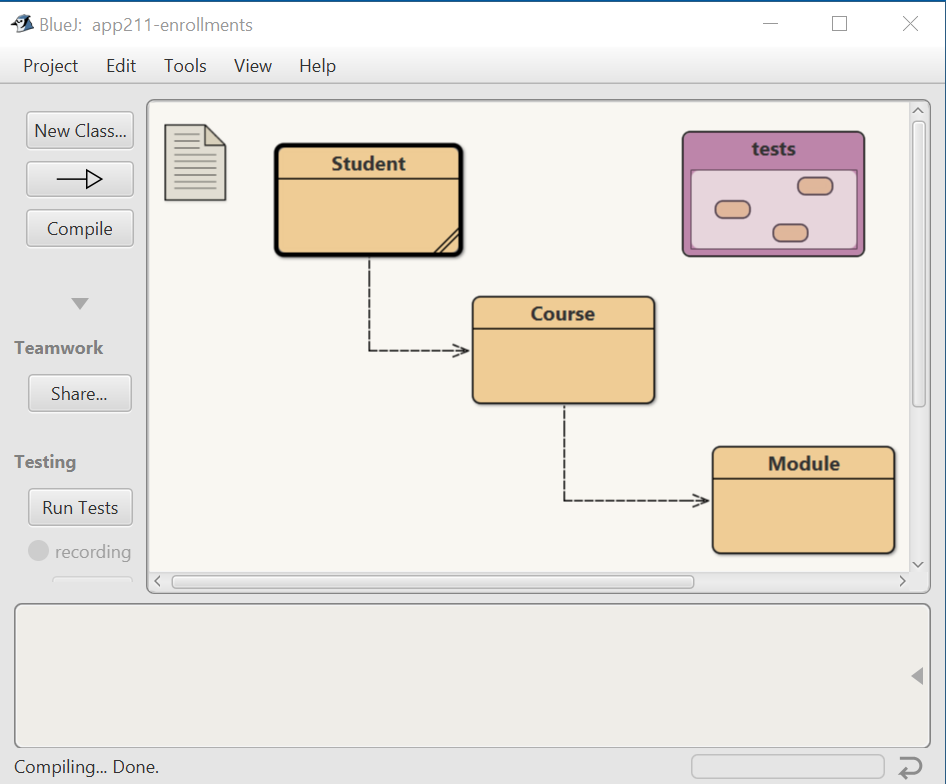 BlueJ: app211-enrollments
Project Edit Tools View Help
New Class...
Compile
Teamwork
Share...
Testing
Run Tests
recording
Student
tests
Course
Module
Compiling... Done.